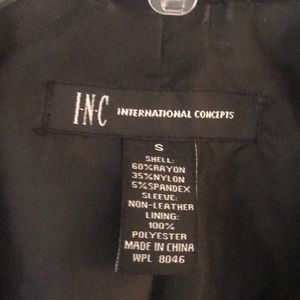 I·N·C INTERNATIONAL CONCEPTS
S
SHELL:
60%RAYON
35%NYLON
5%SPANDEX
SLEEVE:
NON-LEATHER
LINING:
100%
POLYESTER
MADE IN CHINA
WPL 8046